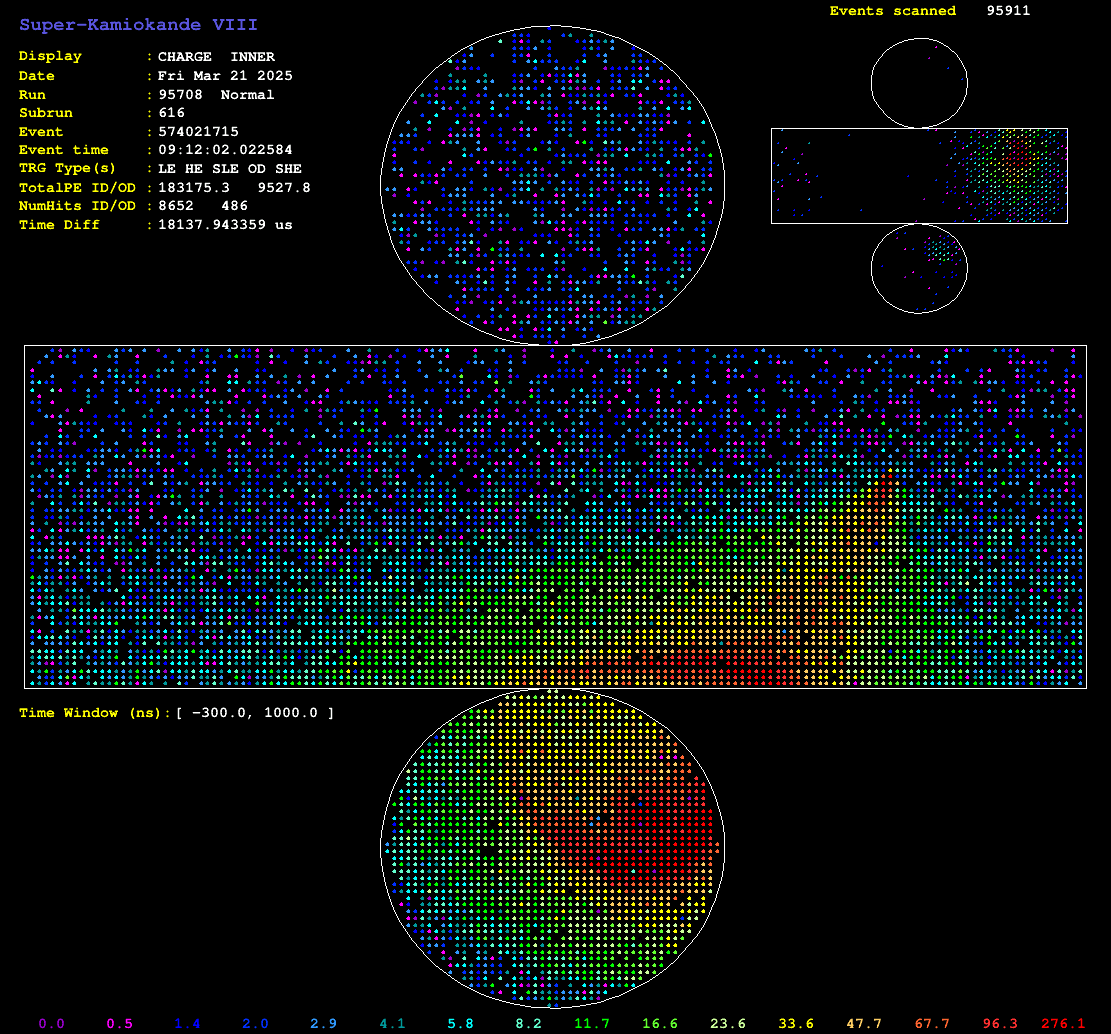 Super-Kamiokande VIII
Events scanned 95911
Display : CHARGE INNER
Date : Fri Mar 21 2025
Run : 95708 Normal
Subrun : 616
Event : 574021715
Event time : 09:12:02.022584
TRG Type(s) : LE HE SLE OD SHE
TotalPE ID/OD : 183175.3 9527.8
NumHits ID/OD : 8652 486
Time Diff : 18137.943359 us
Time Window (ns): [ -300.0, 1000.0 ]
0.0 0.5 1.4 2.0 2.9 4.1 5.8 8.2 11.7 16.6 23.6 33.6 47.7 67.7 96.3 276.1